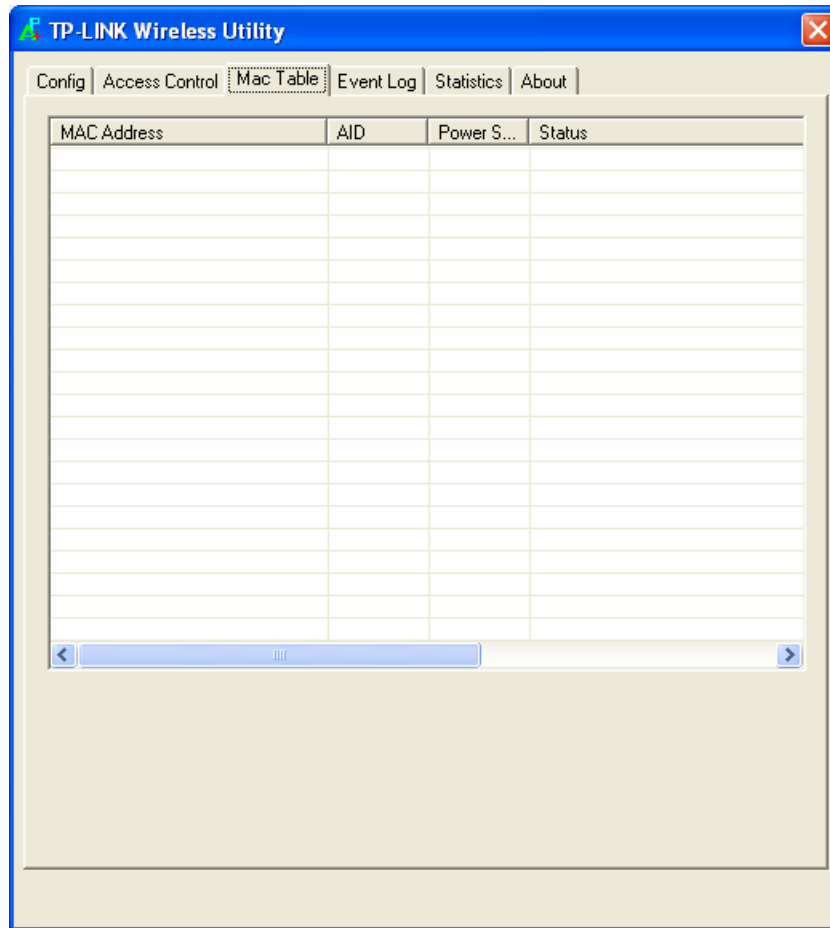 TP-LINK Wireless Utility
Config Access Control Mac Table Event Log Statistics About
MAC Address AID Power S... Status